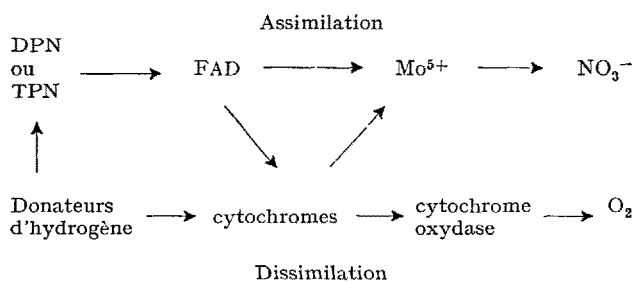 Assimilation
DPN
ou
TPN
FAD
Mo⁵⁺
NO₃⁻
Donateurs
d'hydrogène
cytochromes
cytochrome
oxydase
O₂
Dissimilation